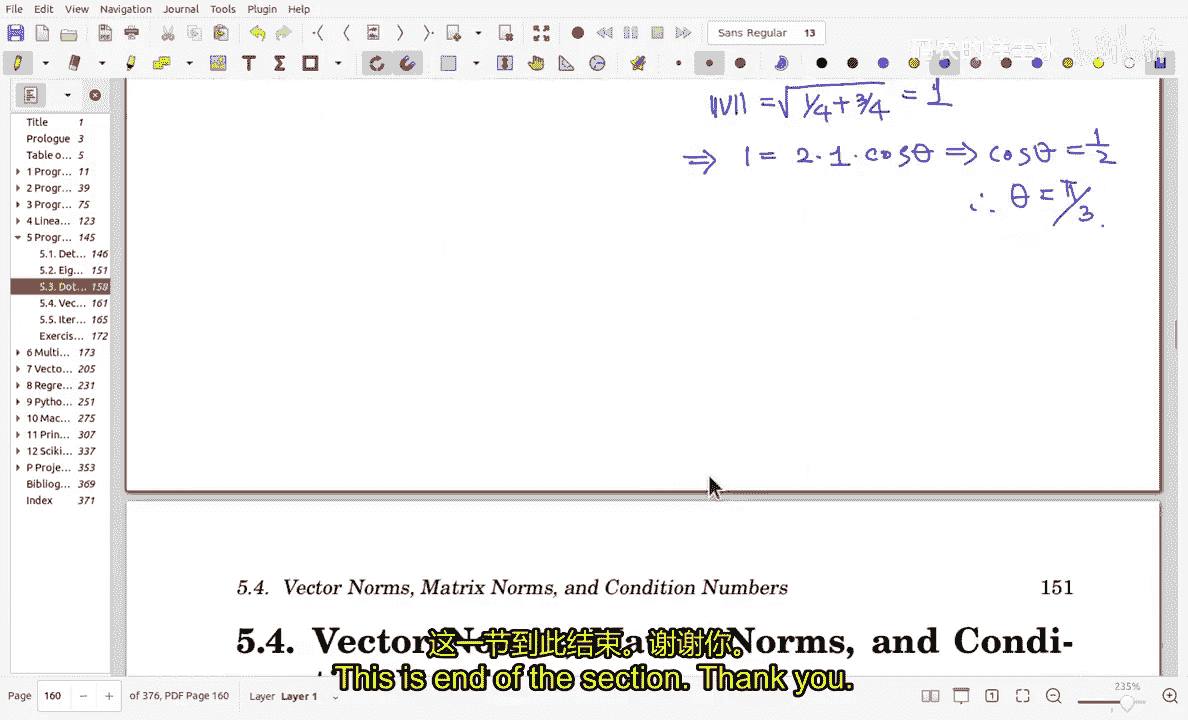 File Edit View Navigation Journal Tools Plugin Help
Sans Regular 13
Title 1
Prologue 3
Table o... 5
1 Progr... 11
2 Progr... 39
3 Progr... 75
4 Linea... 123
5 Progr... 145
5.1. Det... 146
5.2. Eig... 151
5.3. Dot... 158
5.4. Vec... 161
5.5. Iter... 165
Exercis... 172
6 Multi... 173
7 Vecto... 205
8 Regre... 231
9 Pytho... 251
10 Mac... 275
11 Prin... 307
12 Sciki... 337
P Proje... 353
Bibliog... 369
Index 371
||v|| = √(1/4 + 3/4) = 1
⇒ 1 = 2·1·cosθ ⇒ cosθ = 1/2
∴ θ = π/3.
5.4. Vector Norms, Matrix Norms, and Condition Numbers 151
5.4. Vector Norms, Matrix Norms, and Condi-
这一节到此结束。谢谢你。
This is end of the section. Thank you.
Page 160 of 376, PDF Page 160 Layer Layer 1 235%